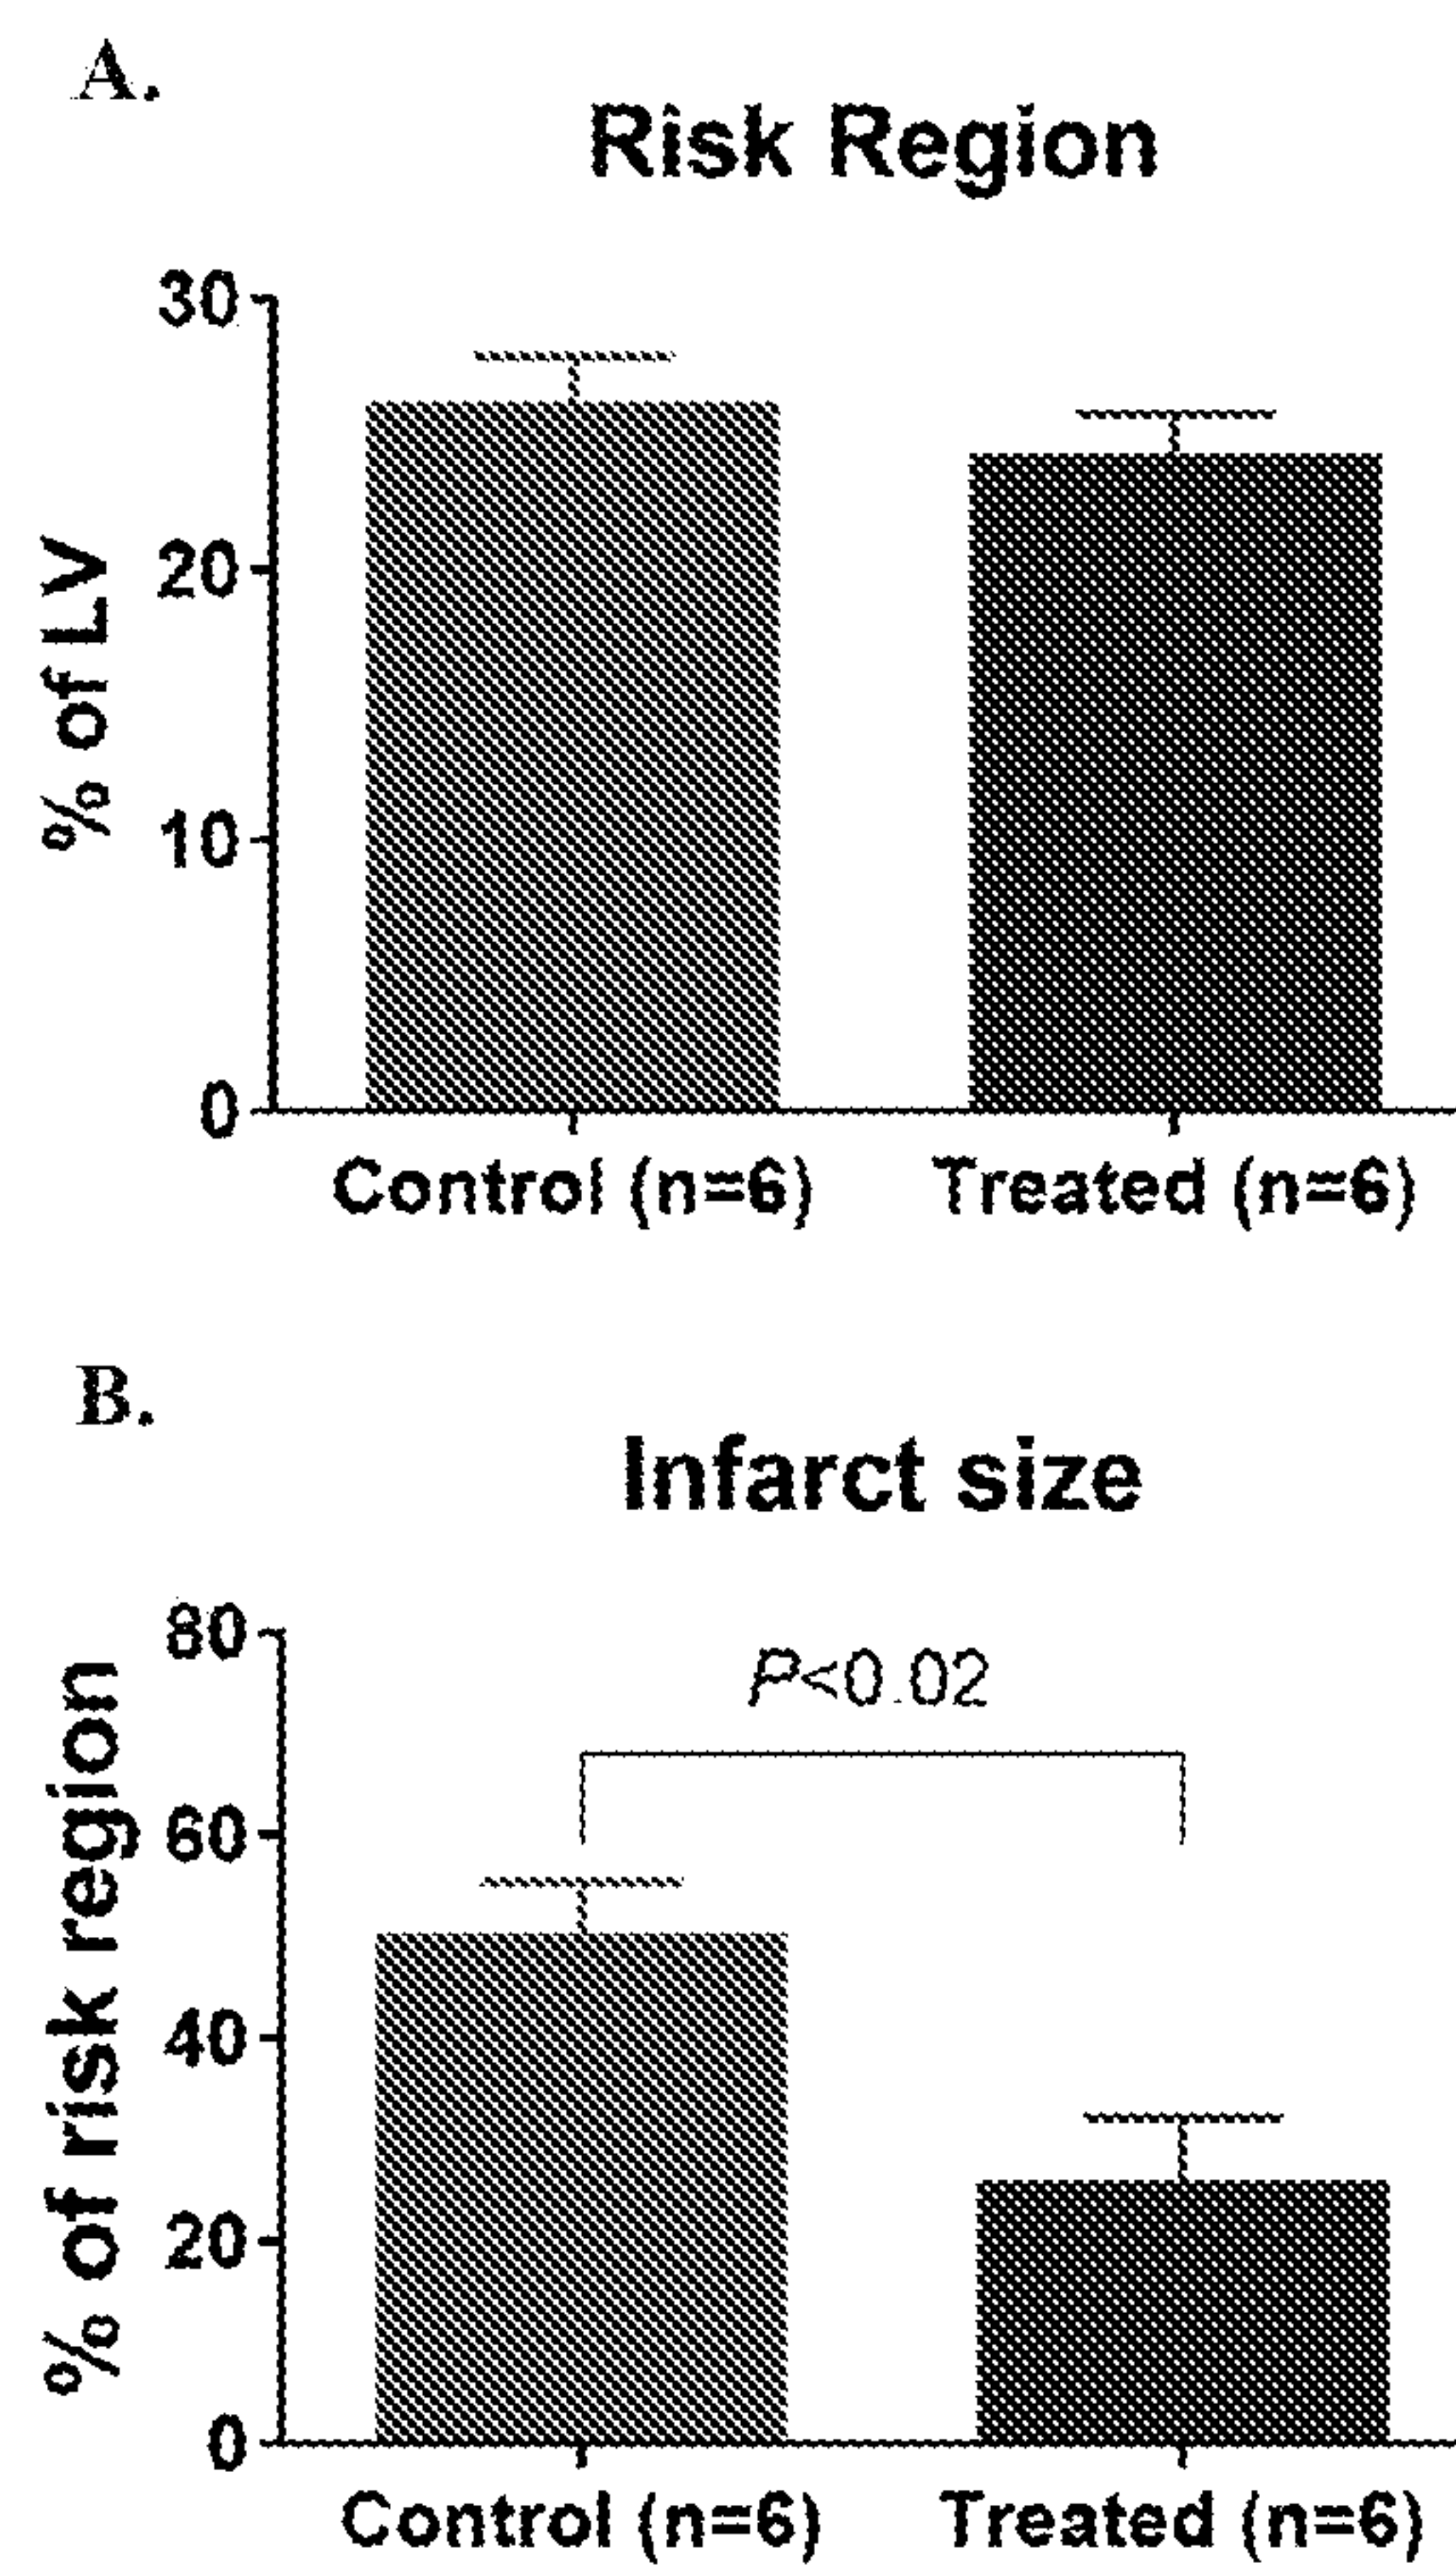 A.
Risk Region
30
20
10
0
% of LV
Control (n=6)
Treated (n=6)
B.
Infarct size
80
60
40
20
0
% of risk region
P<0.02
Control (n=6)
Treated (n=6)